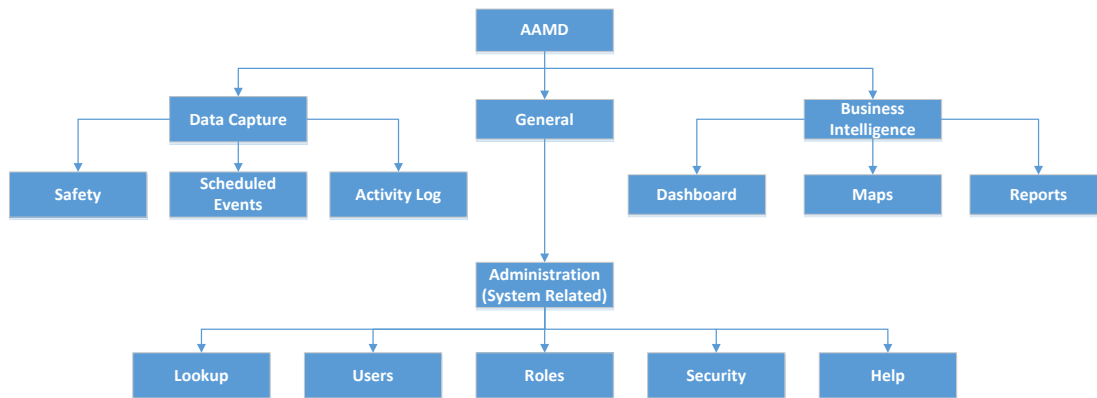 AAMD
Data Capture
General
Business
Intelligence
Safety
Scheduled
Events
Activity Log
Dashboard
Maps
Reports
Administration
(System Related)
Lookup
Users
Roles
Security
Help